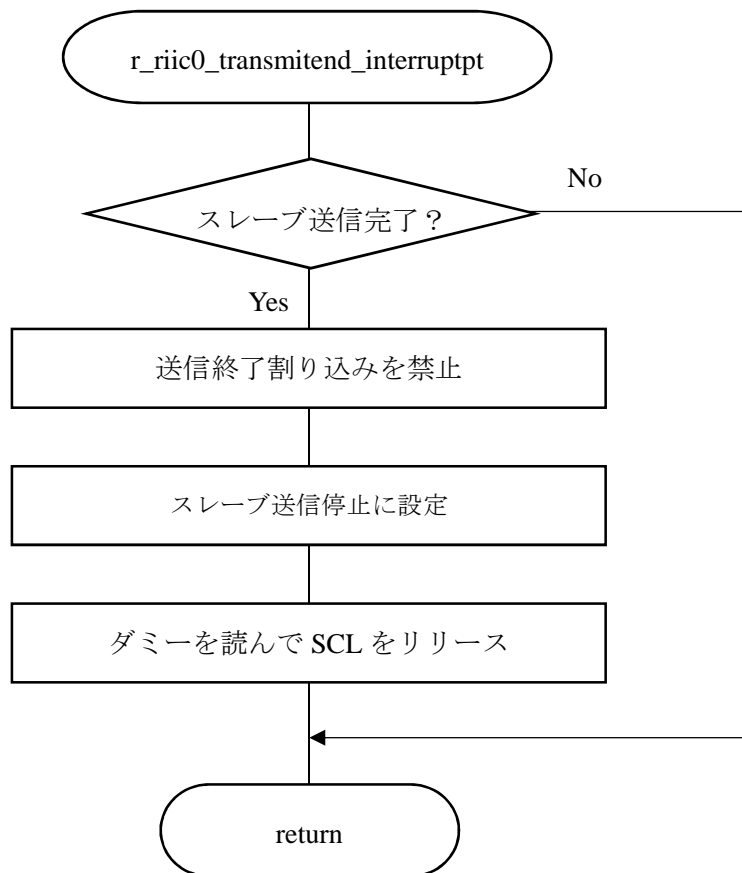 r_riic0_transmitend_interruptpt
スレーブ送信完了？
No
Yes
送信終了割り込みを禁止
スレーブ送信停止に設定
ダミーを読んで SCL をリリース
return